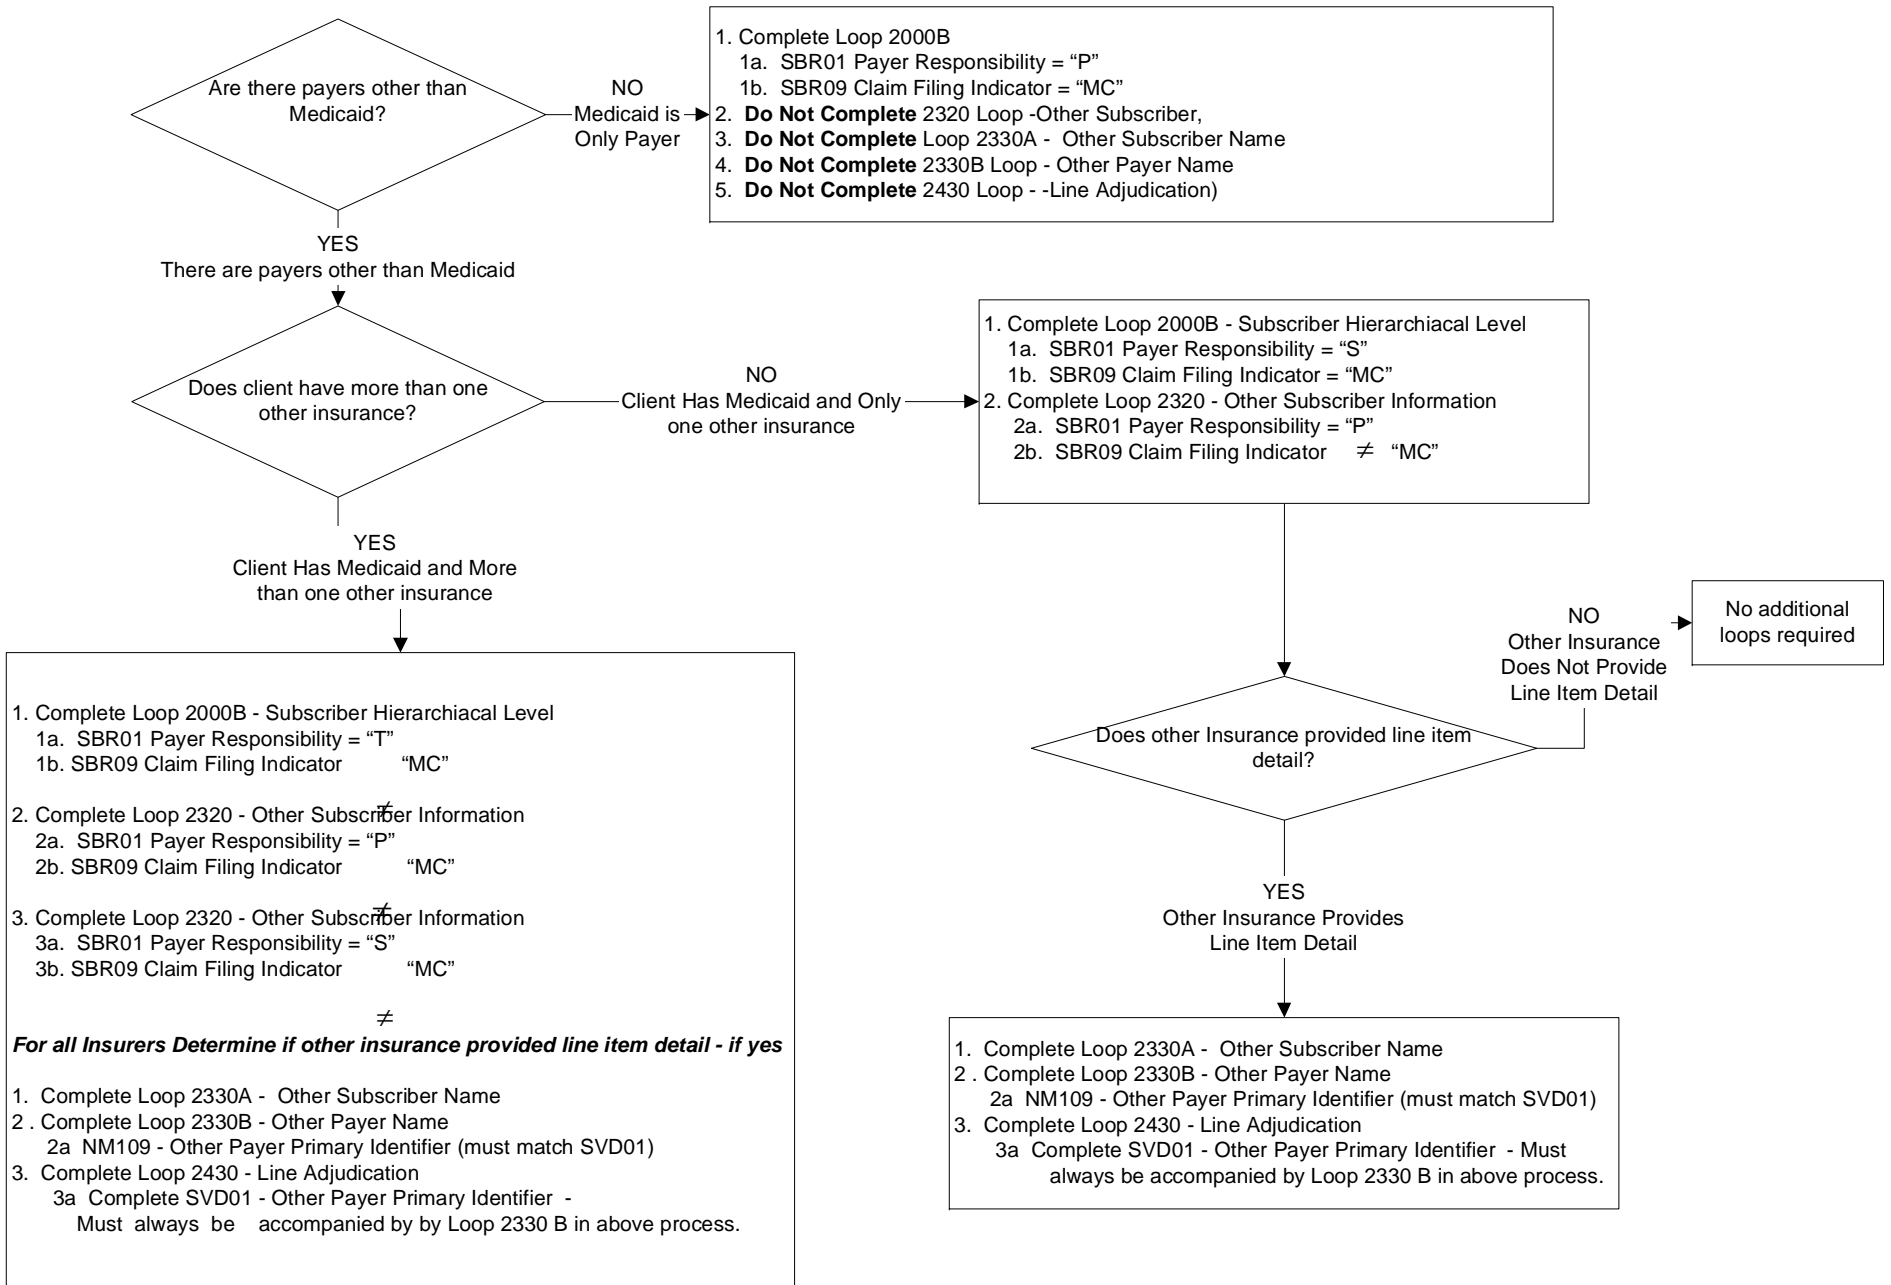 Are there payers other than
Medicaid?
NO
Medicaid is
Only Payer
1. Complete Loop 2000B
1a. SBR01 Payer Responsibility = “P”
1b. SBR09 Claim Filing Indicator = “MC”
2. Do Not Complete 2320 Loop -Other Subscriber,
3. Do Not Complete Loop 2330A - Other Subscriber Name
4. Do Not Complete 2330B Loop - Other Payer Name
5. Do Not Complete 2430 Loop - -Line Adjudication)
YES
There are payers other than Medicaid
Does client have more than one
other insurance?
NO
Client Has Medicaid and Only
one other insurance
1. Complete Loop 2000B - Subscriber Hierarchiacal Level
1a. SBR01 Payer Responsibility = “S”
1b. SBR09 Claim Filing Indicator = “MC”
2. Complete Loop 2320 - Other Subscriber Information
2a. SBR01 Payer Responsibility = “P”
2b. SBR09 Claim Filing Indicator ≠ “MC”
YES
Client Has Medicaid and More
than one other insurance
1. Complete Loop 2000B - Subscriber Hierarchiacal Level
1a. SBR01 Payer Responsibility = “T”
1b. SBR09 Claim Filing Indicator “MC”
≠
2. Complete Loop 2320 - Other Subscriber Information
2a. SBR01 Payer Responsibility = “P”
2b. SBR09 Claim Filing Indicator “MC”
≠
3. Complete Loop 2320 - Other Subscriber Information
3a. SBR01 Payer Responsibility = “S”
3b. SBR09 Claim Filing Indicator “MC”
≠
For all Insurers Determine if other insurance provided line item detail - if yes
1. Complete Loop 2330A - Other Subscriber Name
2 . Complete Loop 2330B - Other Payer Name
2a NM109 - Other Payer Primary Identifier (must match SVD01)
3. Complete Loop 2430 - Line Adjudication
3a Complete SVD01 - Other Payer Primary Identifier -
Must always be accompanied by by Loop 2330 B in above process.
Does other Insurance provided line item
detail?
NO
Other Insurance
Does Not Provide
Line Item Detail
No additional
loops required
YES
Other Insurance Provides
Line Item Detail
1. Complete Loop 2330A - Other Subscriber Name
2 . Complete Loop 2330B - Other Payer Name
2a NM109 - Other Payer Primary Identifier (must match SVD01)
3. Complete Loop 2430 - Line Adjudication
3a Complete SVD01 - Other Payer Primary Identifier - Must
always be accompanied by Loop 2330 B in above process.